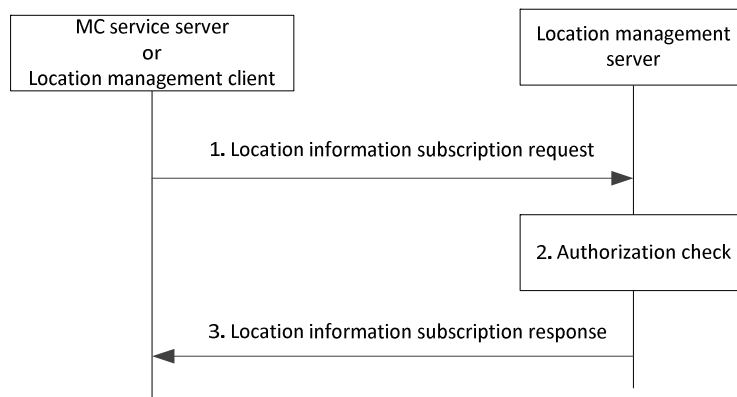 MC service server
or
Location management client
Location management
server
1. Location information subscription request
2. Authorization check
3. Location information subscription response